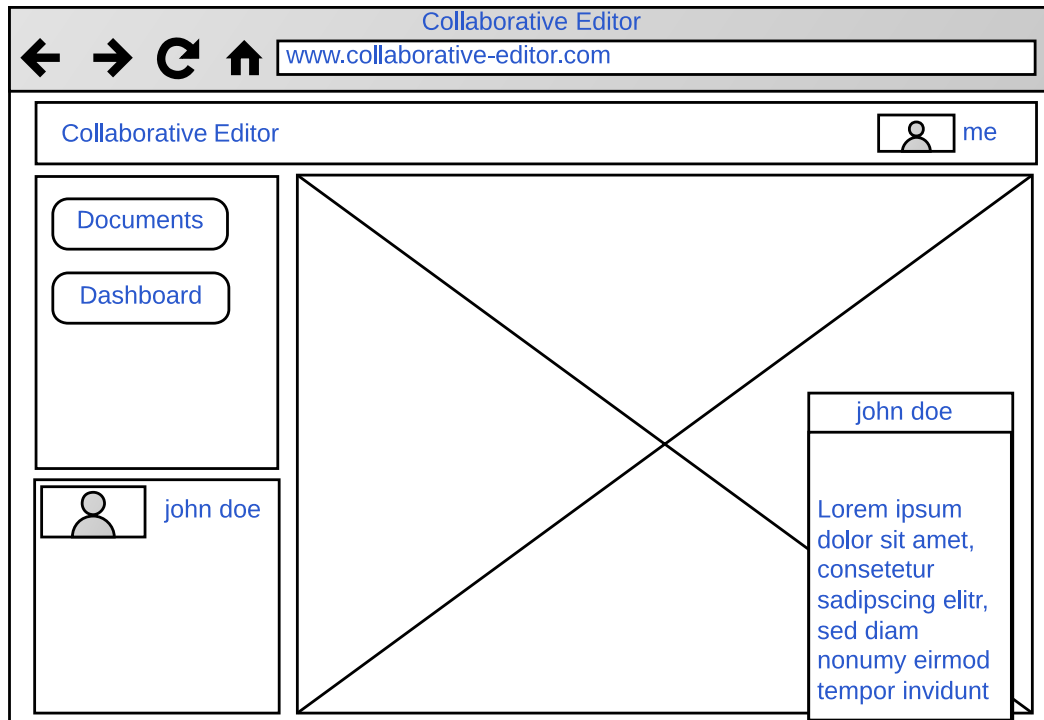 Collaborative Editor
www.collaborative-editor.com
Collaborative Editor
me
Documents
Dashboard
john doe
john doe
Lorem ipsum
dolor sit amet,
consetetur
sadipscing elitr,
sed diam
nonumy eirmod
tempor invidunt